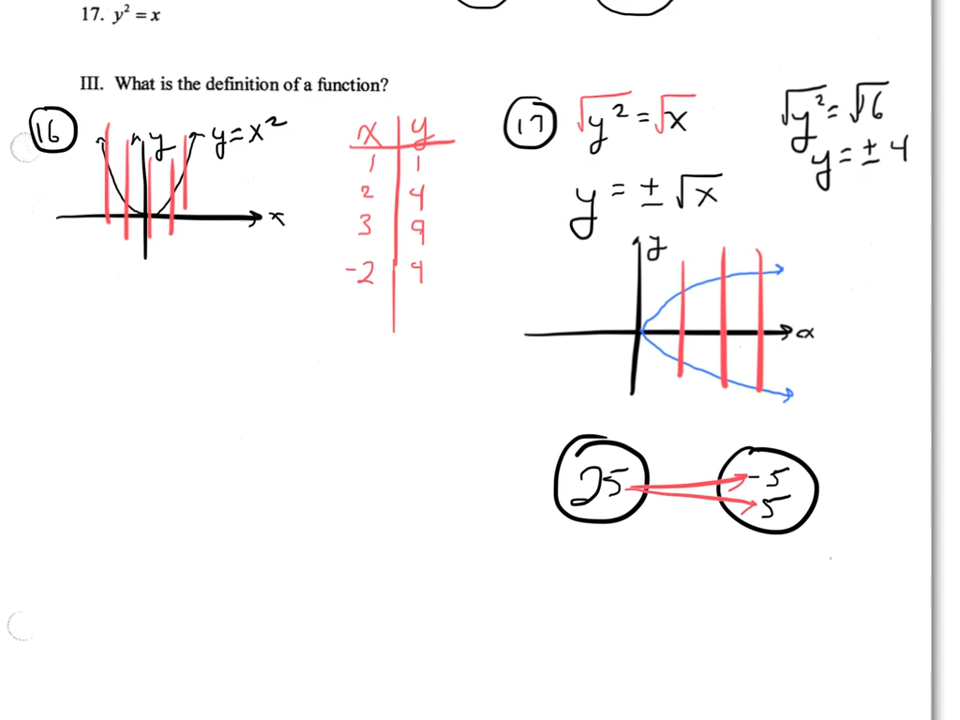 17. y² = x
III. What is the definition of a function?
16
y
y=x²
x
x y
1 1
2 4
3 9
-2 4
17
√y² = √x
y = ± √x
√y² = √16
y = ± 4
y
x
25
-5
5